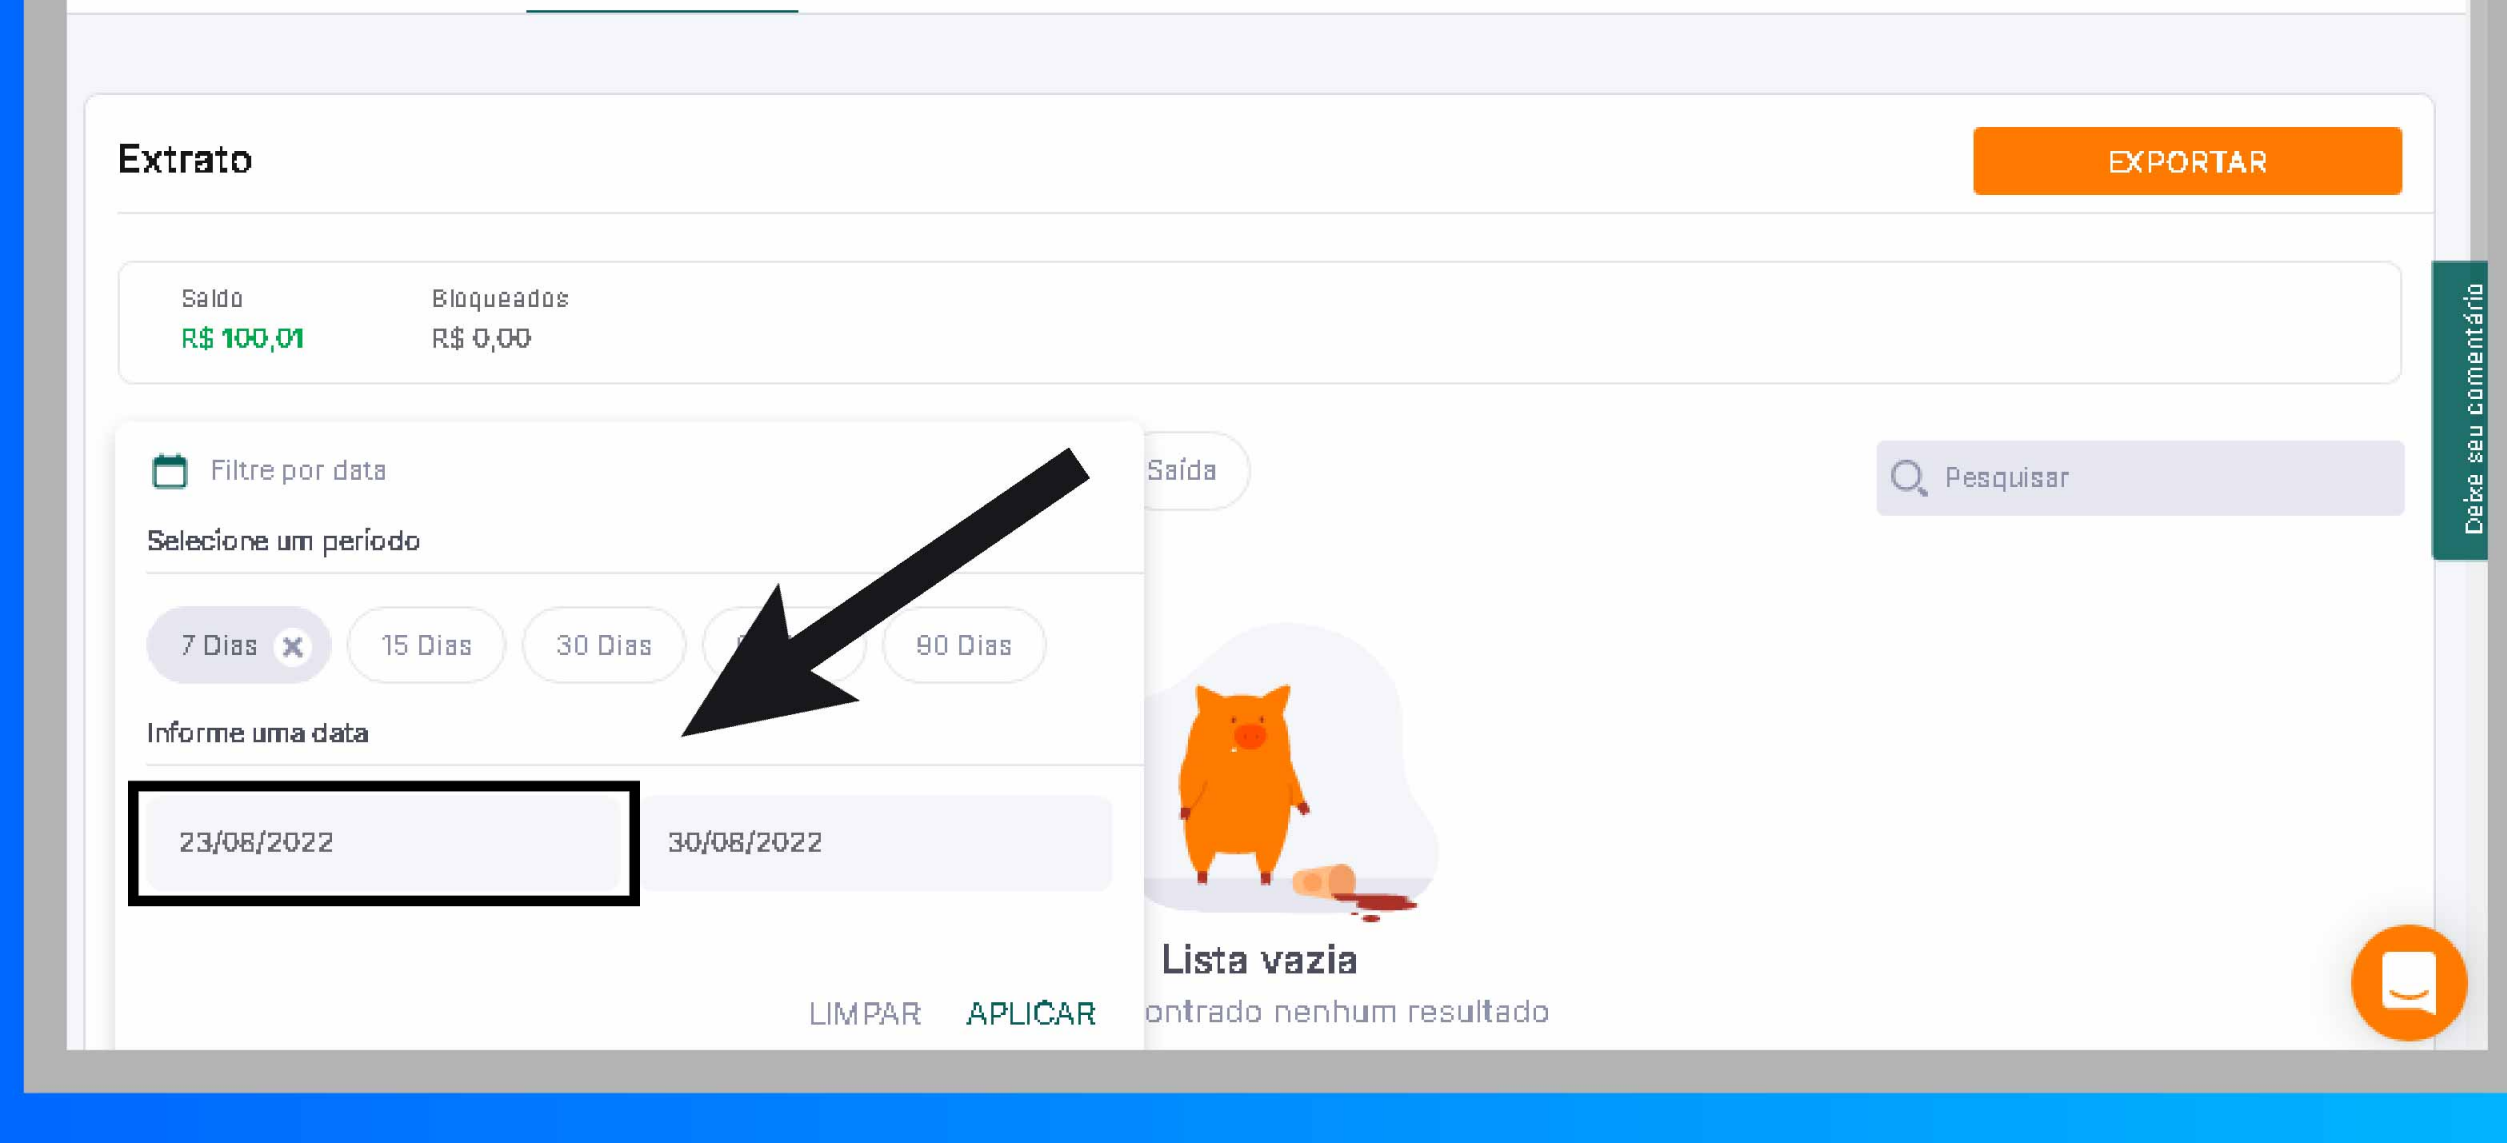 Extrato
EXPORTAR
Saldo
Bloqueados
R$ 100,01
R$ 0,00
Deixe seu comentário
Filtre por data
Saída
Pesquisar
Selecione um período
7 Dias
15 Dias
30 Dias
90 Dias
Informe uma data
23/08/2022
30/08/2022
Lista vazia
LIMPAR
APLICAR
nenhum resultado